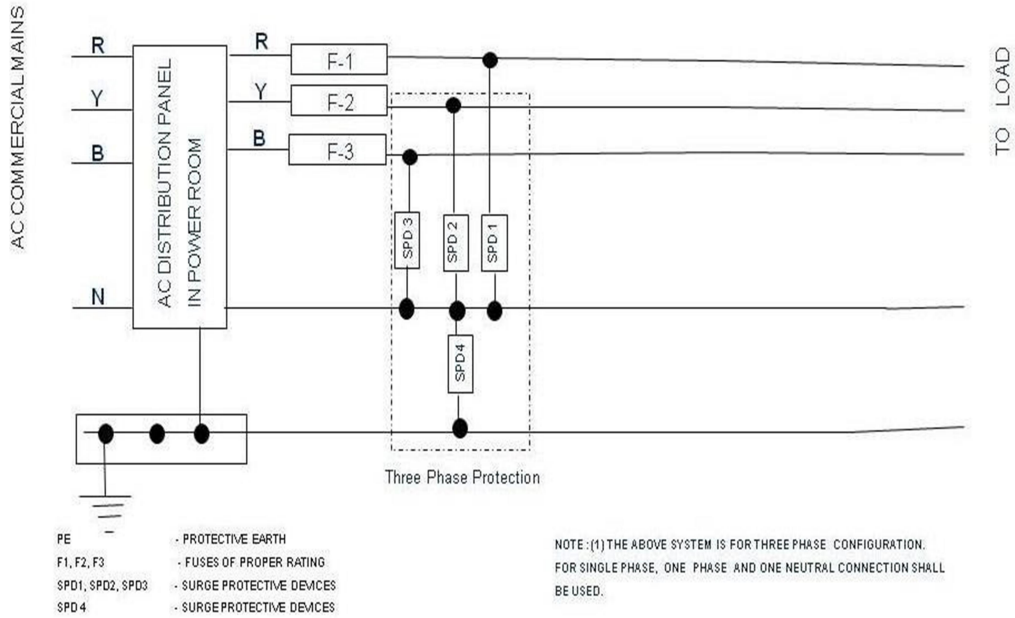 AC COMMERCIAL MAINS
R
Y
B
N
AC DISTRIBUTION PANEL
IN POWER ROOM
R
Y
B
F-1
F-2
F-3
TO LOAD
SPD 3
SPD 2
SPD 1
SPD4
Three Phase Protection
PE - PROTECTIVE EARTH
F1, F2, F3 - FUSES OF PROPER RATING
SPD1, SPD2, SPD3 - SURGE PROTECTIVE DEVICES
SPD 4 - SURGE PROTECTIVE DEVICES
NOTE : (1) THE ABOVE SYSTEM IS FOR THREE PHASE CONFIGURATION.
FOR SINGLE PHASE, ONE PHASE AND ONE NEUTRAL CONNECTION SHALL
BE USED.